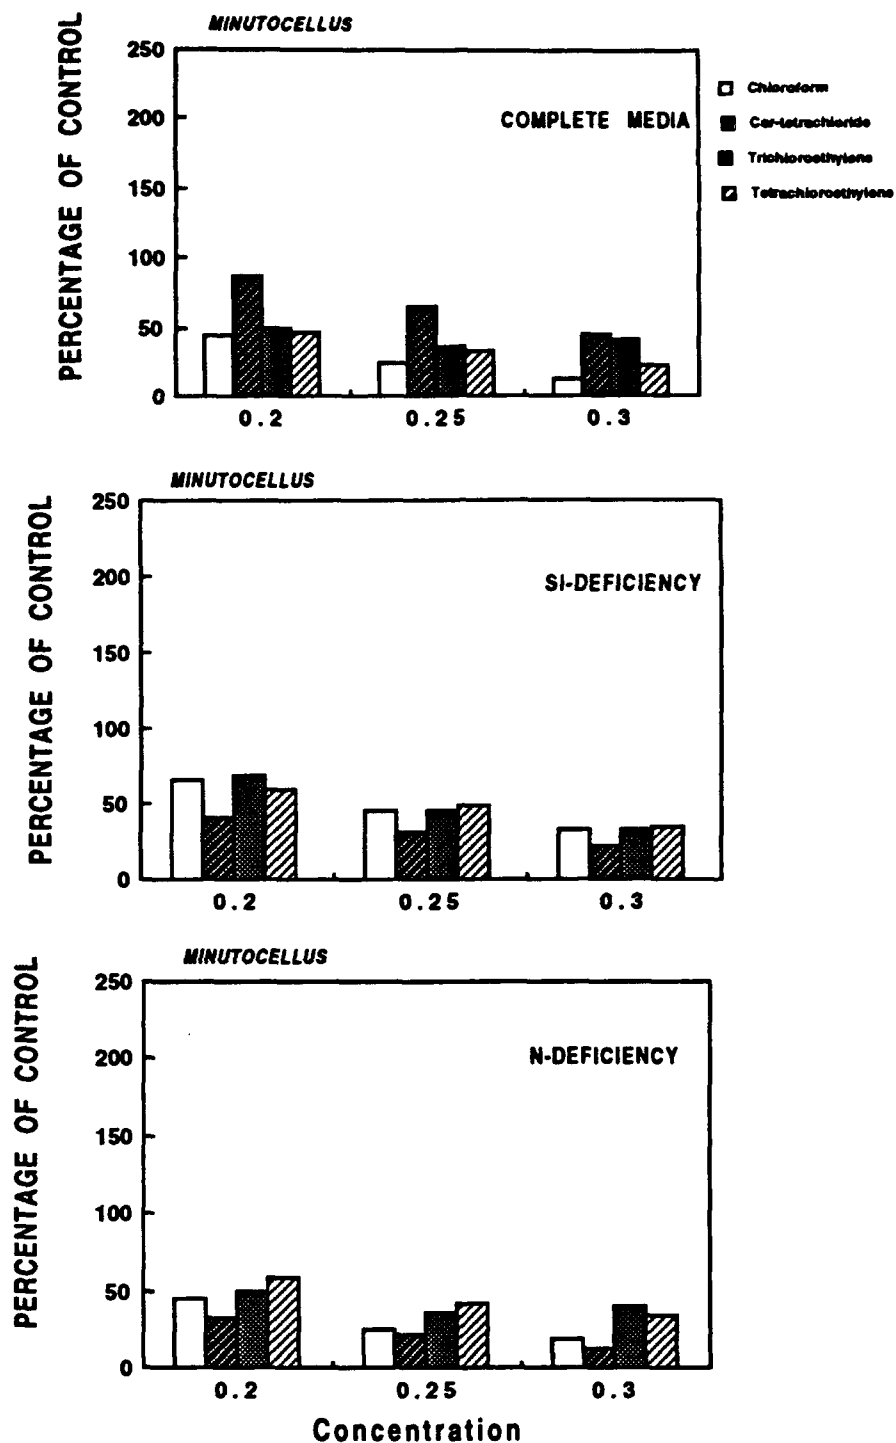 MINUTOCELLUS
PERCENTAGE OF CONTROL
250
200
150
100
50
0
COMPLETE MEDIA
0.2 0.25 0.3
Chloroform
Car-tetrachloride
Trichloroethylene
Tetrachloroethylene
MINUTOCELLUS
PERCENTAGE OF CONTROL
250
200
150
100
50
0
SI-DEFICIENCY
0.2 0.25 0.3
MINUTOCELLUS
PERCENTAGE OF CONTROL
250
200
150
100
50
0
N-DEFICIENCY
0.2 0.25 0.3
Concentration